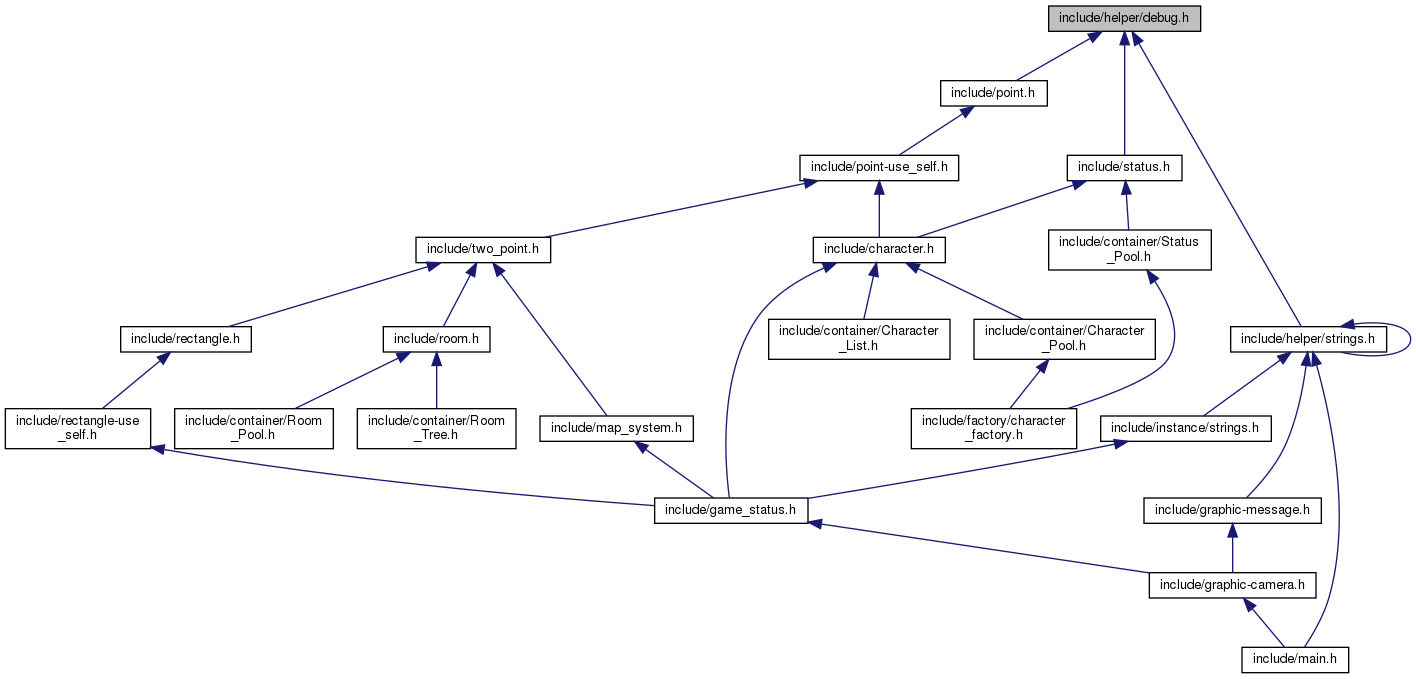 include/helper/debug.h
include/point.h
include/point-use_self.h
include/status.h
include/two_point.h
include/character.h
include/container/Status
_Pool.h
include/rectangle.h
include/room.h
include/container/Character
_List.h
include/container/Character
_Pool.h
include/helper/strings.h
include/rectangle-use
_self.h
include/container/Room
_Pool.h
include/container/Room
_Tree.h
include/map_system.h
include/factory/character
_factory.h
include/instance/strings.h
include/game_status.h
include/graphic-message.h
include/graphic-camera.h
include/main.h